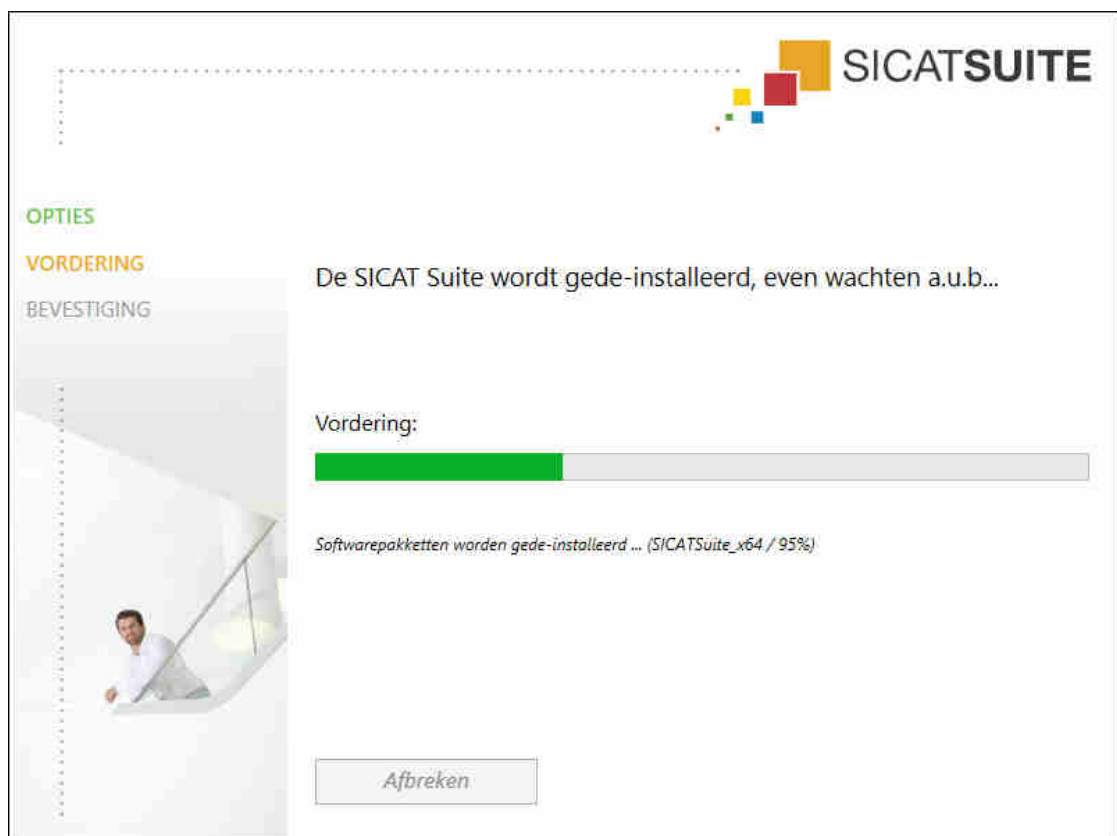 SICATSUITE
OPTIES
VORDERING
BEVESTIGING
De SICAT Suite wordt gede-installeerd, even wachten a.u.b...
Vordering:
Softwarepakketten worden gede-installeerd ... (SICATSuite_x64 / 95%)
Afbreken